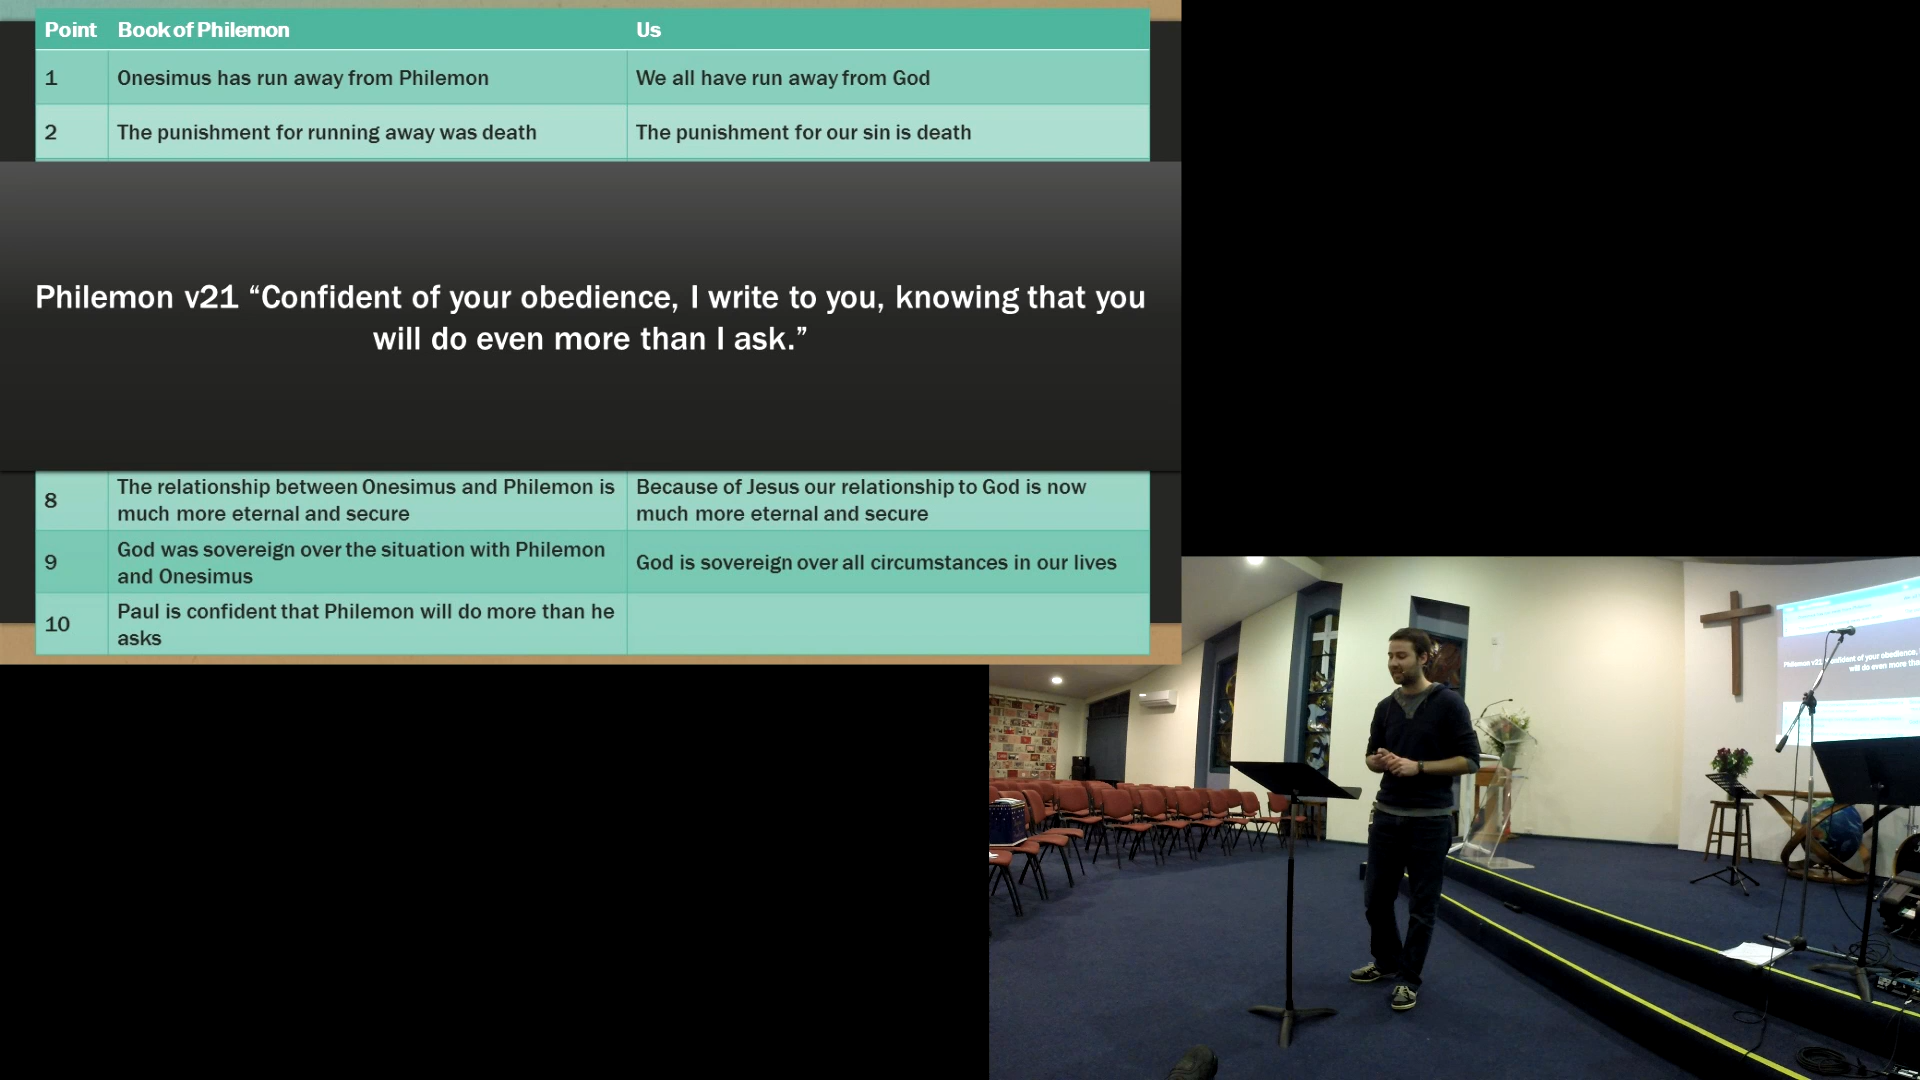 Point Book of Philemon Us
1 Onesimus has run away from Philemon We all have run away from God
2 The punishment for running away was death The punishment for our sin is death
Philemon v21 “Confident of your obedience, I write to you, knowing that you
will do even more than I ask.”
8 The relationship between Onesimus and Philemon is
much more eternal and secure
Because of Jesus our relationship to God is now
much more eternal and secure
9 God was sovereign over the situation with Philemon
and Onesimus
God is sovereign over all circumstances in our lives
10 Paul is confident that Philemon will do more than he
asks